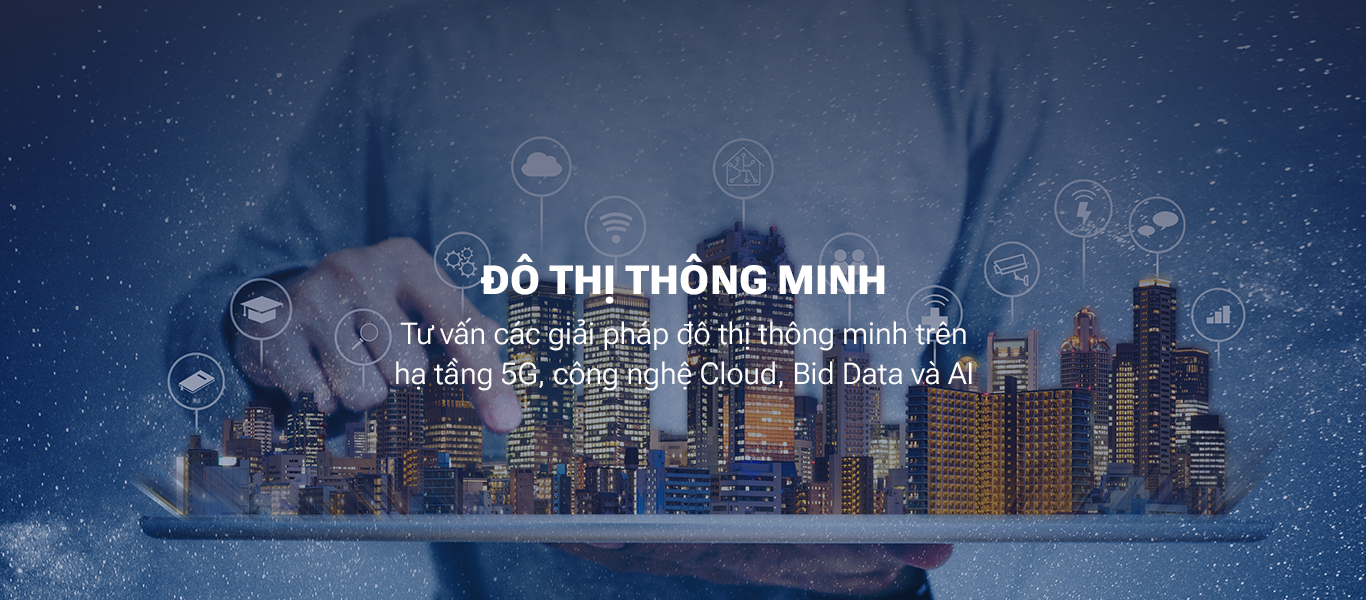 ĐÔ THỊ THÔNG MINH
Tư vấn các giải pháp đô thị thông minh trên
hạ tầng 5G, công nghệ Cloud, Bid Data và AI